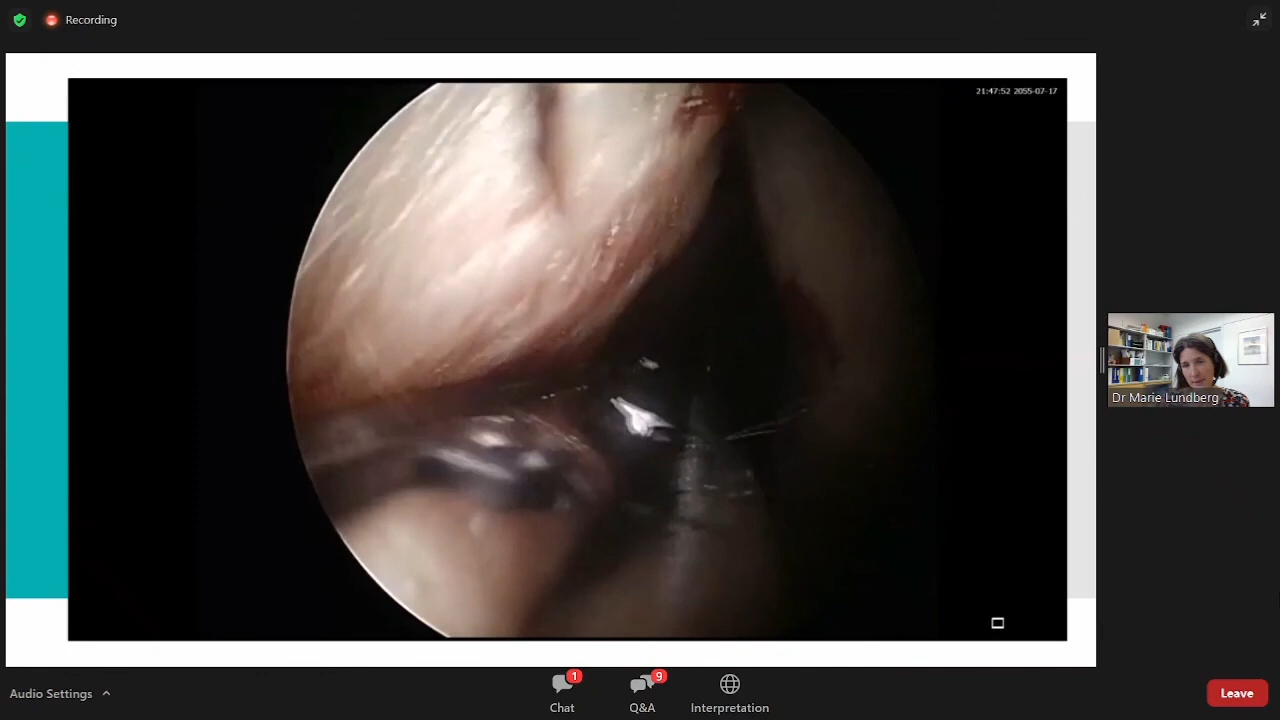 Recording
21:47:52 2055-07-17
Dr Marie Lundberg
Audio Settings
1
Chat
9
Q&A
Interpretation
Leave